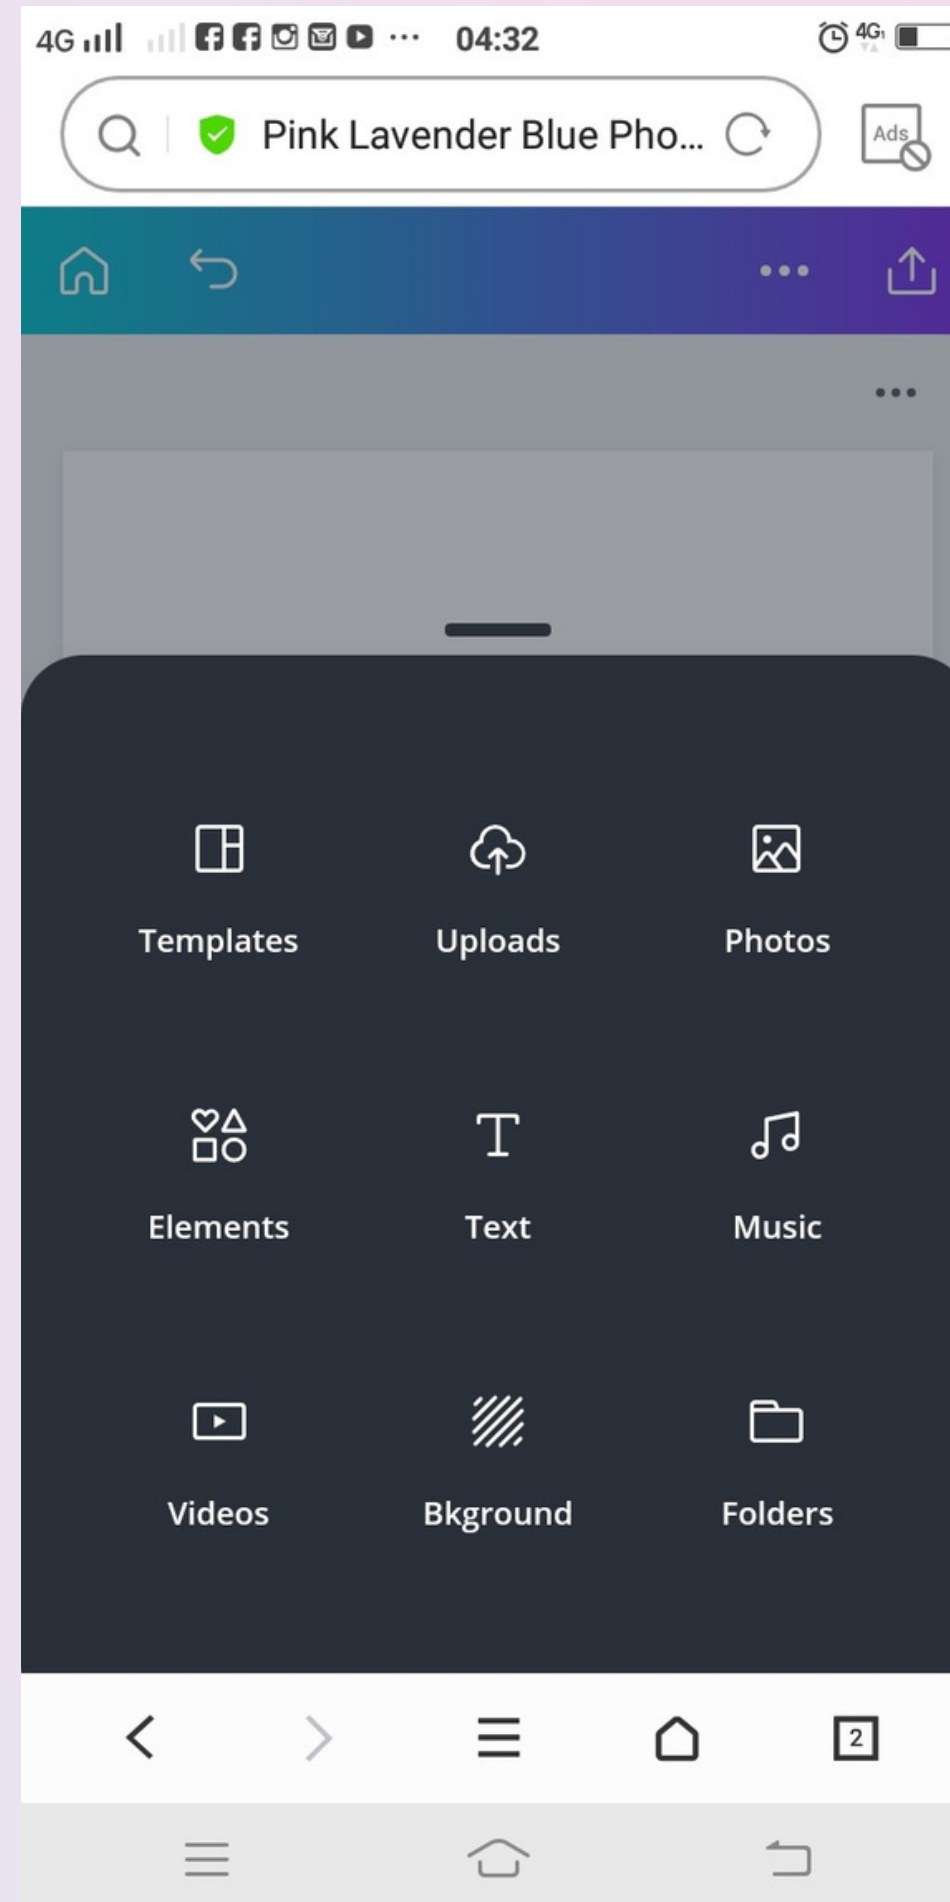 4G 04:32 4G
Pink Lavender Blue Pho... Ads
Templates Uploads Photos
Elements Text Music
Videos Bkground Folders
2